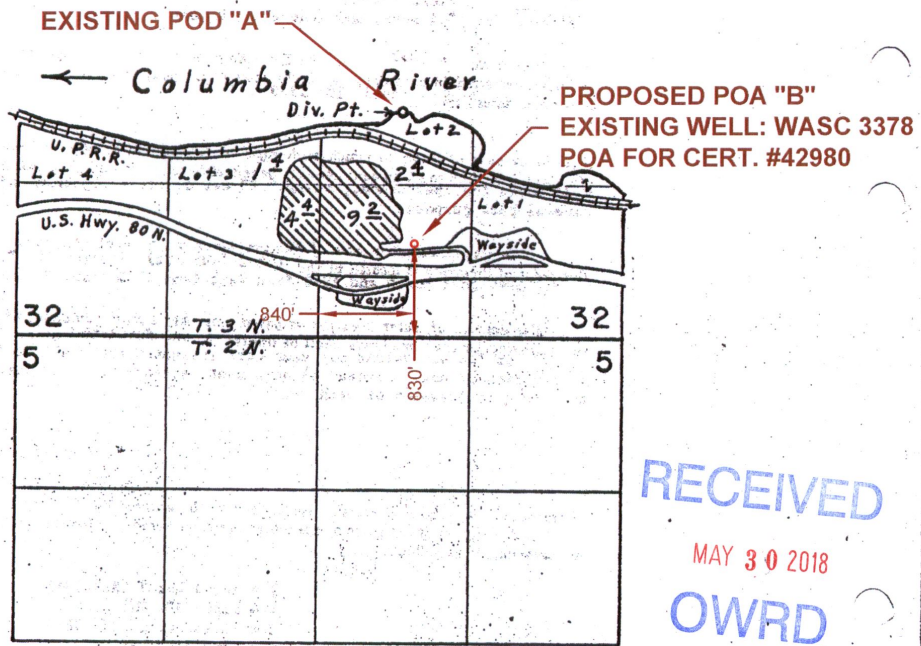 EXISTING POD "A"
← Columbia River
Div. Pt.
Lot 2
PROPOSED POA "B"
EXISTING WELL: WASC 3378
POA FOR CERT. #42980
U.P.R.R.
Lot 4
Lot 3
1 4
2 4
Lot 1
2
U.S. Hwy. 80 N.
4 4
9 2
Wayside
Wayside
32
T. 3 N.
840'
32
5
T. 2 N.
830'
5
RECEIVED
MAY 30 2018
OWRD